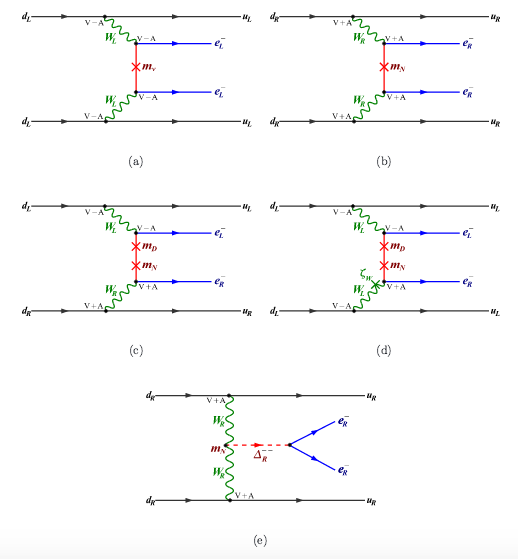 d_L V−A u_L d_R V+A u_R
W_L V−A e_L^− W_R V+A e_R^−
m_ν m_N
W_L V−A e_L^− W_R V+A e_R^−
d_L V−A u_L d_R V+A u_R
(a) (b)
d_L V−A u_L d_L V−A u_L
W_L V−A e_L^− W_L V−A e_L^−
m_D m_D
m_N m_N
ζ_W
W_R V+A e_R^− W_L V+A e_R^−
d_R V+A u_R d_L V−A u_L
(c) (d)
d_R V+A u_R
W_R e_R^−
m_N Δ_R^−−
W_R e_R^−
d_R V+A u_R
(e)